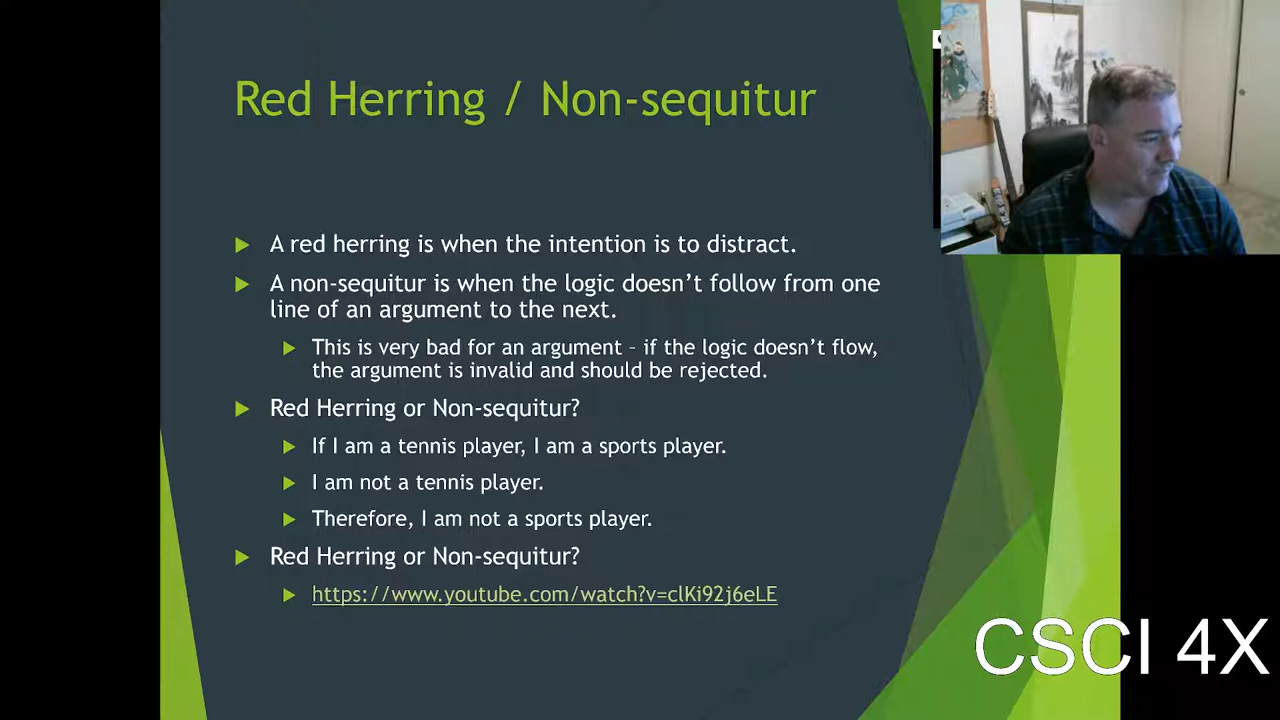 Red Herring / Non-sequitur
A red herring is when the intention is to distract.
A non-sequitur is when the logic doesn’t follow from one
line of an argument to the next.
This is very bad for an argument – if the logic doesn’t flow,
the argument is invalid and should be rejected.
Red Herring or Non-sequitur?
If I am a tennis player, I am a sports player.
I am not a tennis player.
Therefore, I am not a sports player.
Red Herring or Non-sequitur?
https://www.youtube.com/watch?v=clKi92j6eLE
CSCI 4X